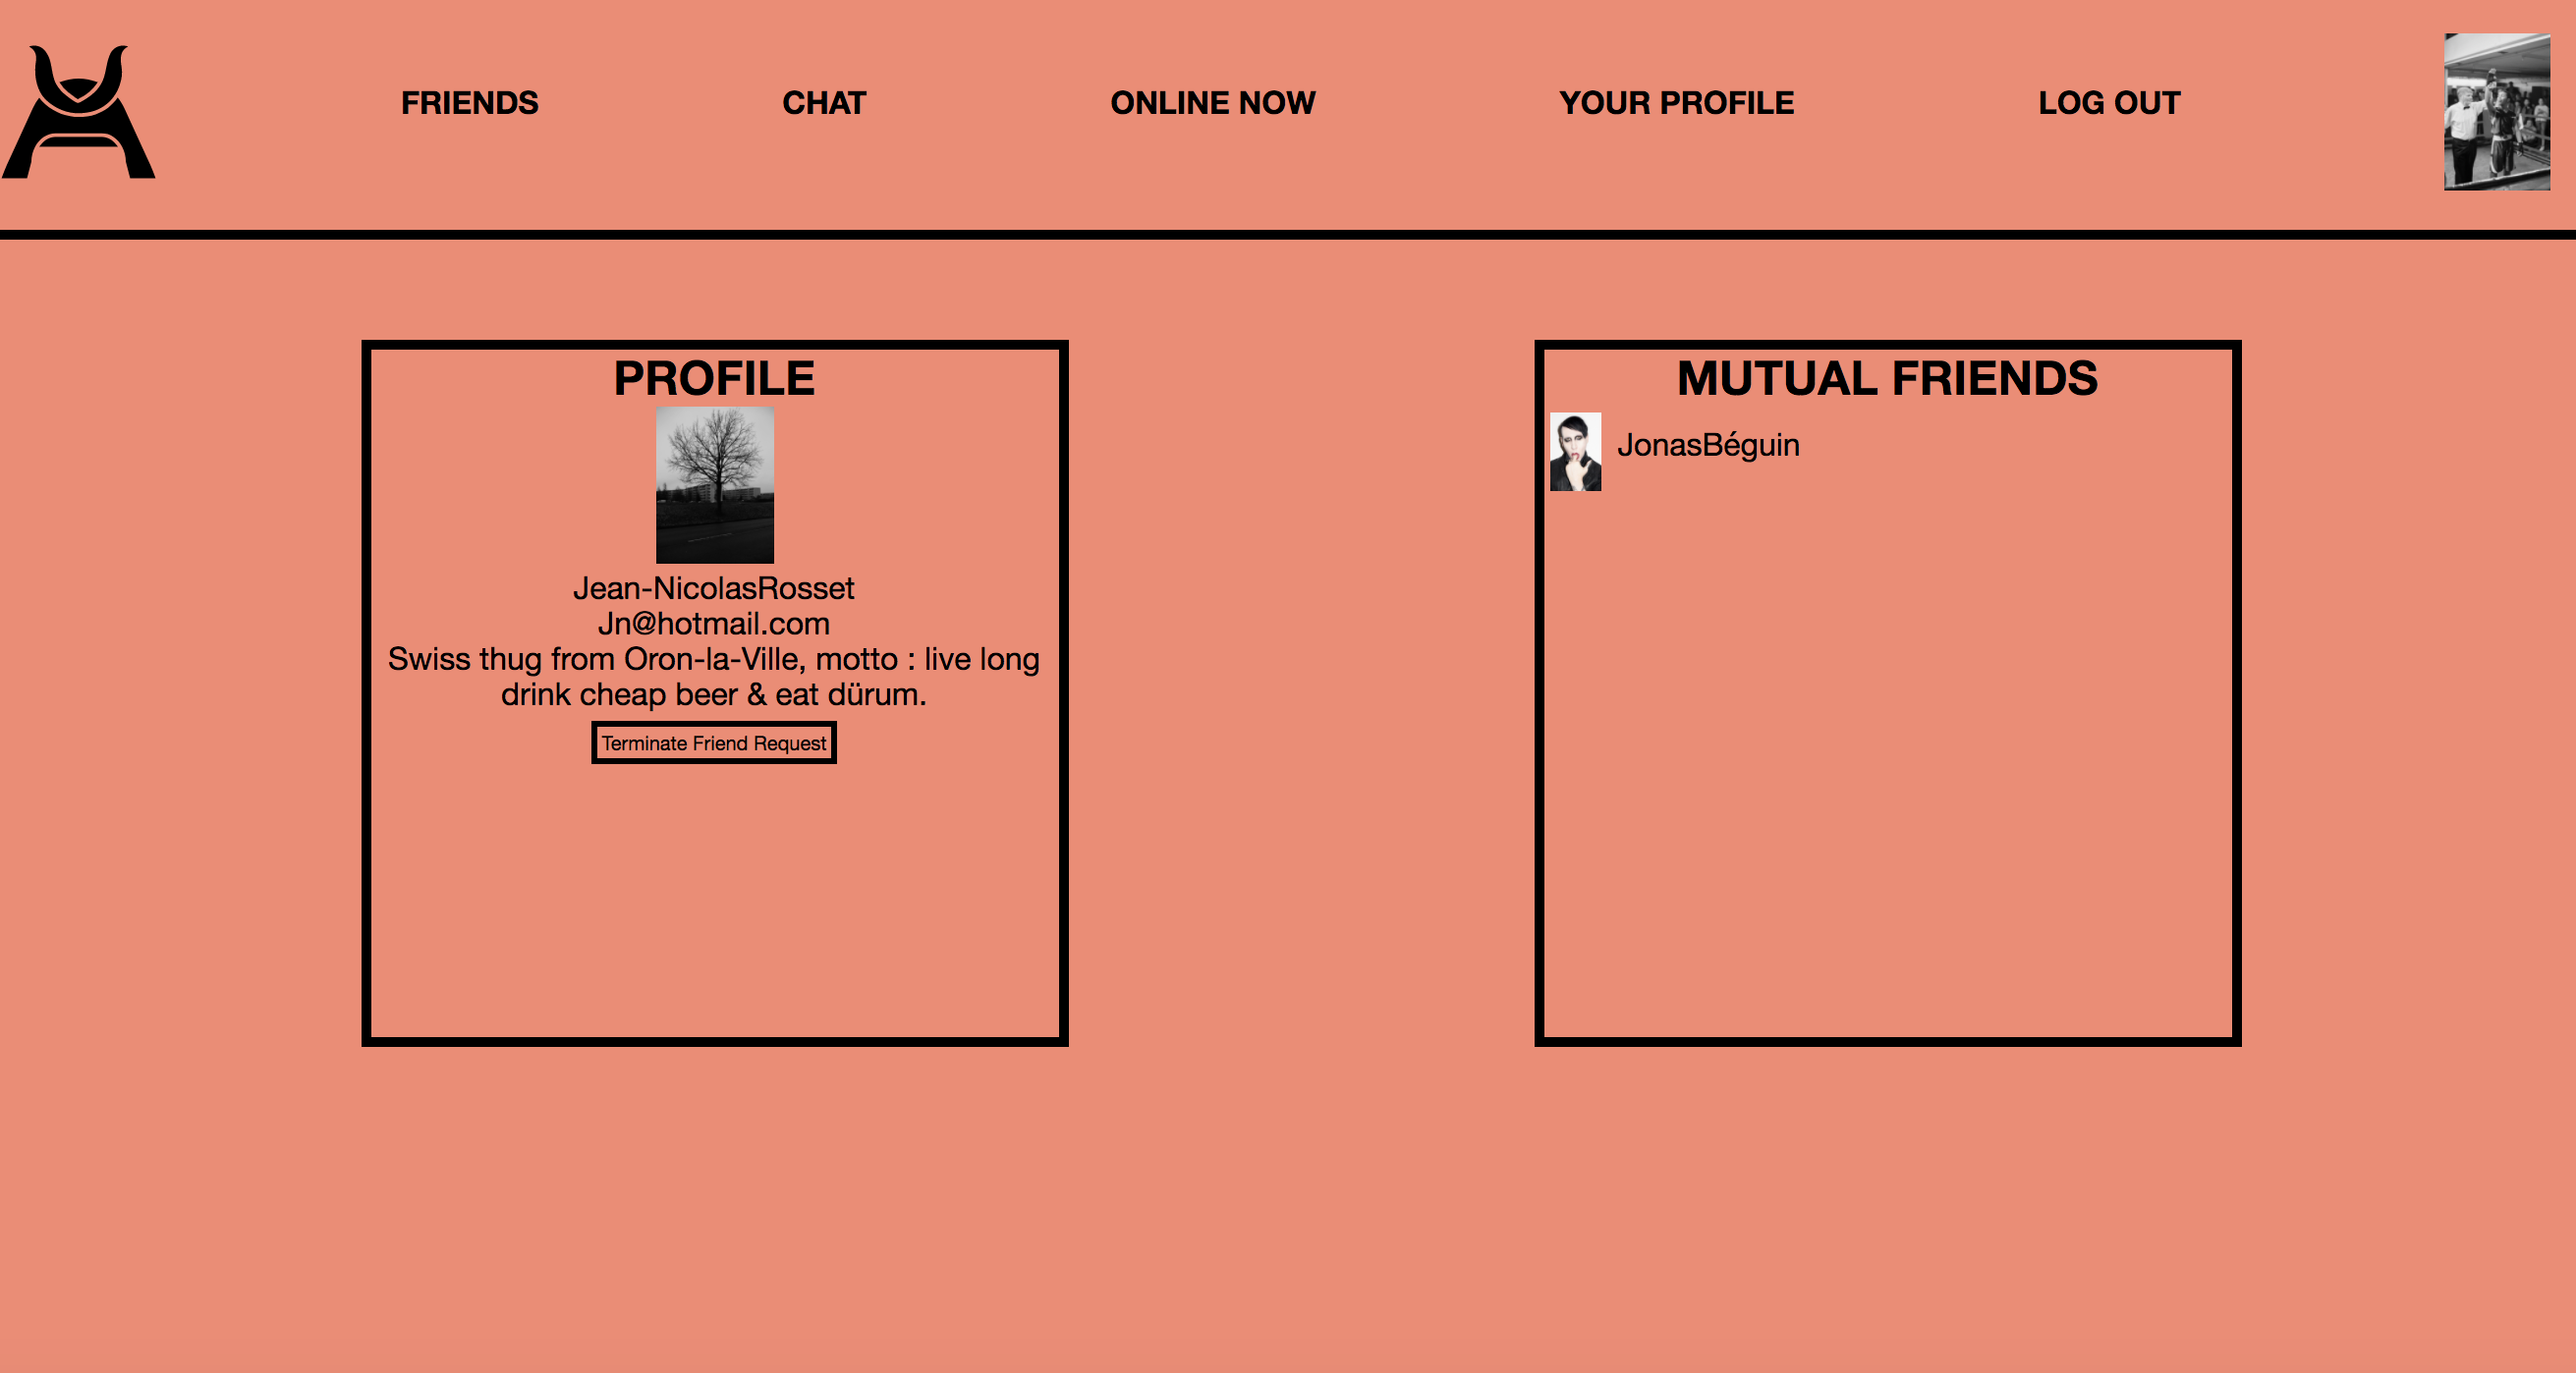 FRIENDS CHAT ONLINE NOW YOUR PROFILE LOG OUT
PROFILE
Jean-NicolasRosset
Jn@hotmail.com
Swiss thug from Oron-la-Ville, motto : live long
drink cheap beer & eat dürum.
Terminate Friend Request
MUTUAL FRIENDS
JonasBéguin